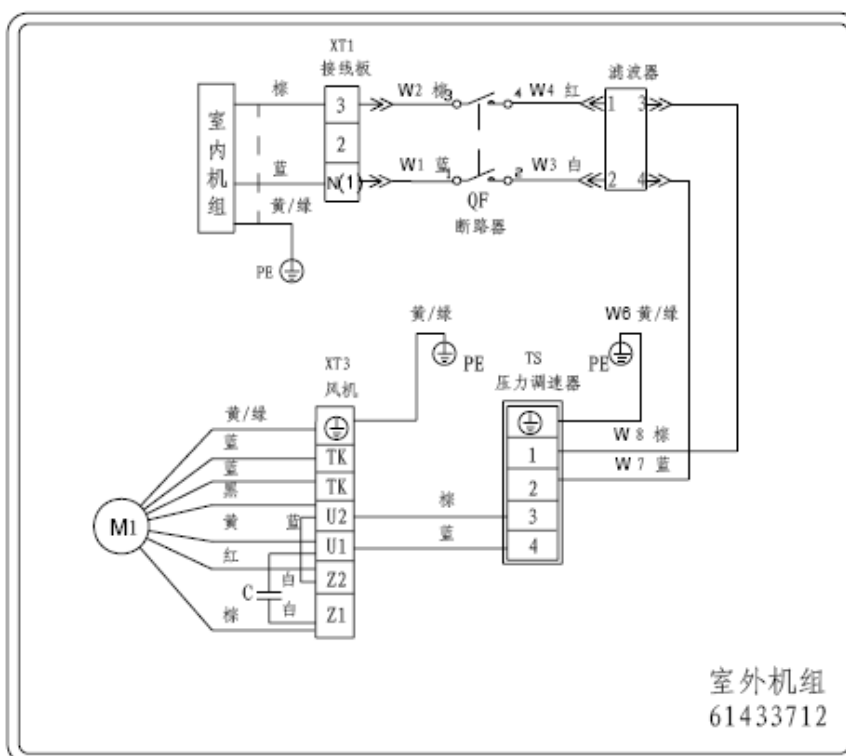 XT1
接线板
滤波器
室内机组
棕
3
W2 棕
3
4
W4 红
1
3
2
蓝
N(1)
W1 蓝
1
2
W3 白
2
4
黄/绿
QF
断路器
PE
黄/绿
PE
W6 黄/绿
PE
XT3
风机
TS
压力调速器
黄/绿
蓝
TK
蓝
TK
黑
U2
黄
蓝
U1
红
白
Z2
C
白
Z1
棕
M1
棕
蓝
1
W 8 棕
2
W 7 蓝
3
4
室外机组
61433712